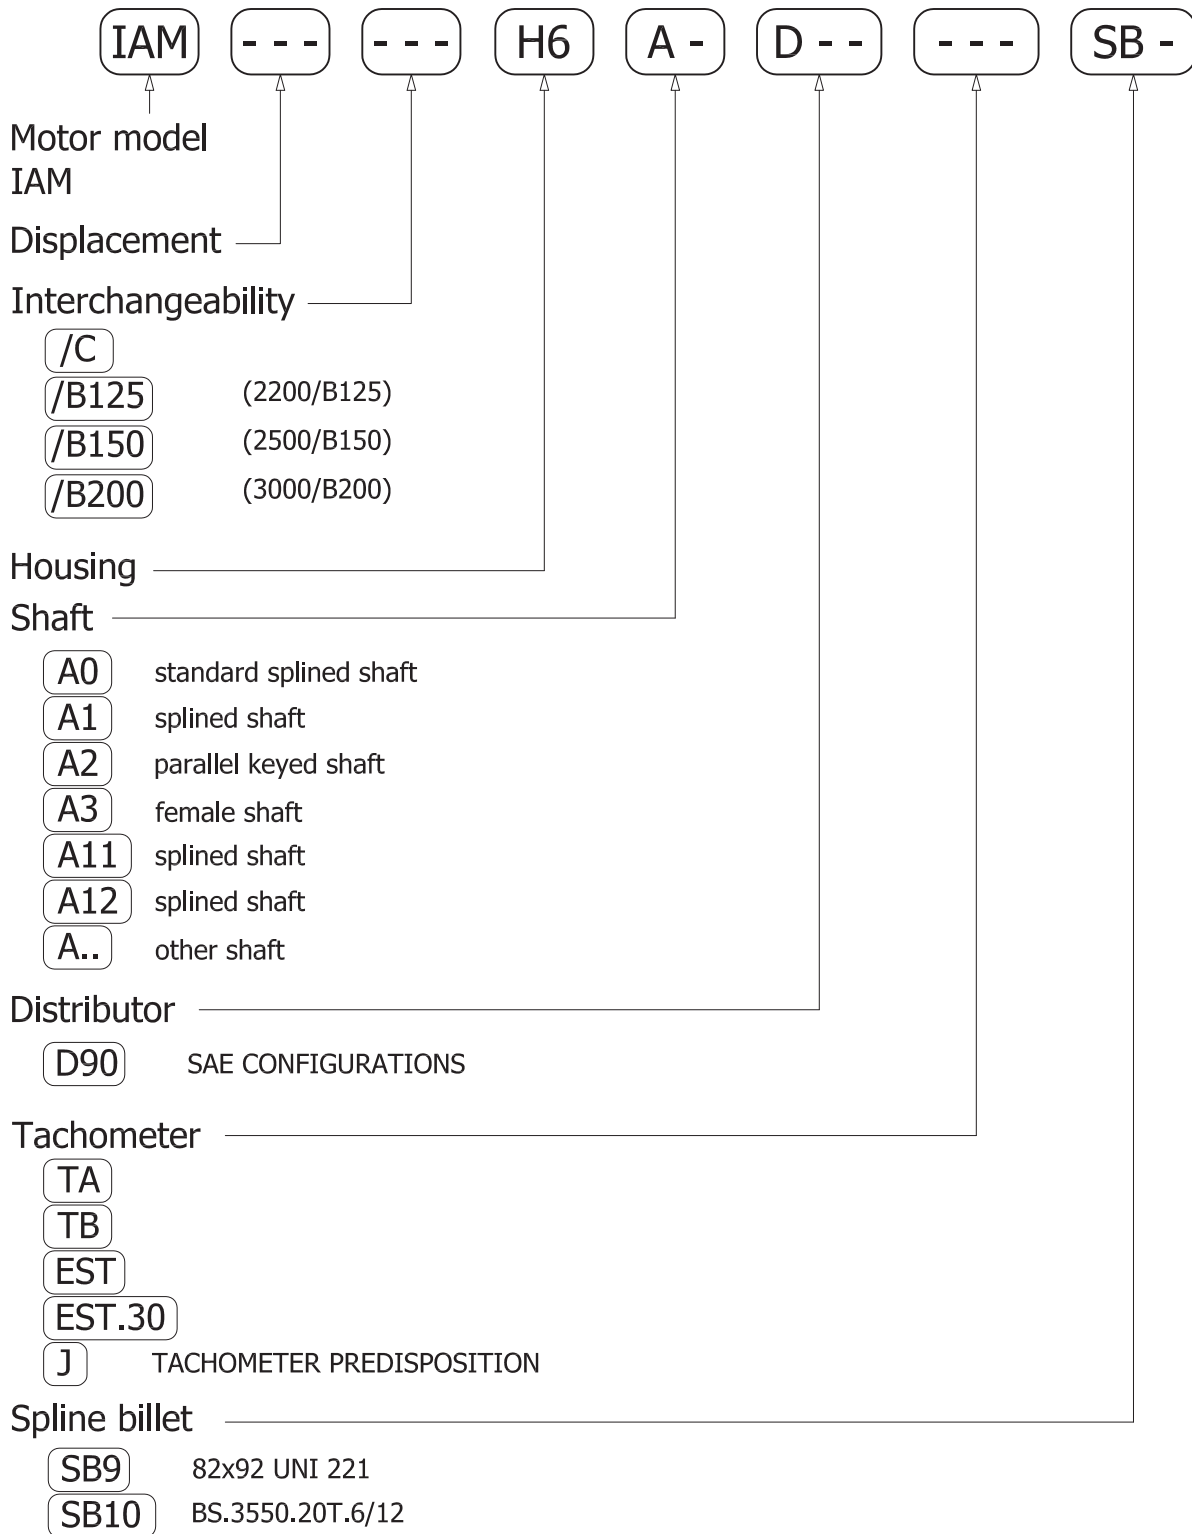 IAM - - - - - - H6 A - D - - - - - SB -
Motor model
IAM
Displacement
Interchangeability
/C
/B125 (2200/B125)
/B150 (2500/B150)
/B200 (3000/B200)
Housing
Shaft
A0 standard splined shaft
A1 splined shaft
A2 parallel keyed shaft
A3 female shaft
A11 splined shaft
A12 splined shaft
A.. other shaft
Distributor
D90 SAE CONFIGURATIONS
Tachometer
TA
TB
EST
EST.30
J TACHOMETER PREDISPOSITION
Spline billet
SB9 82x92 UNI 221
SB10 BS.3550.20T.6/12